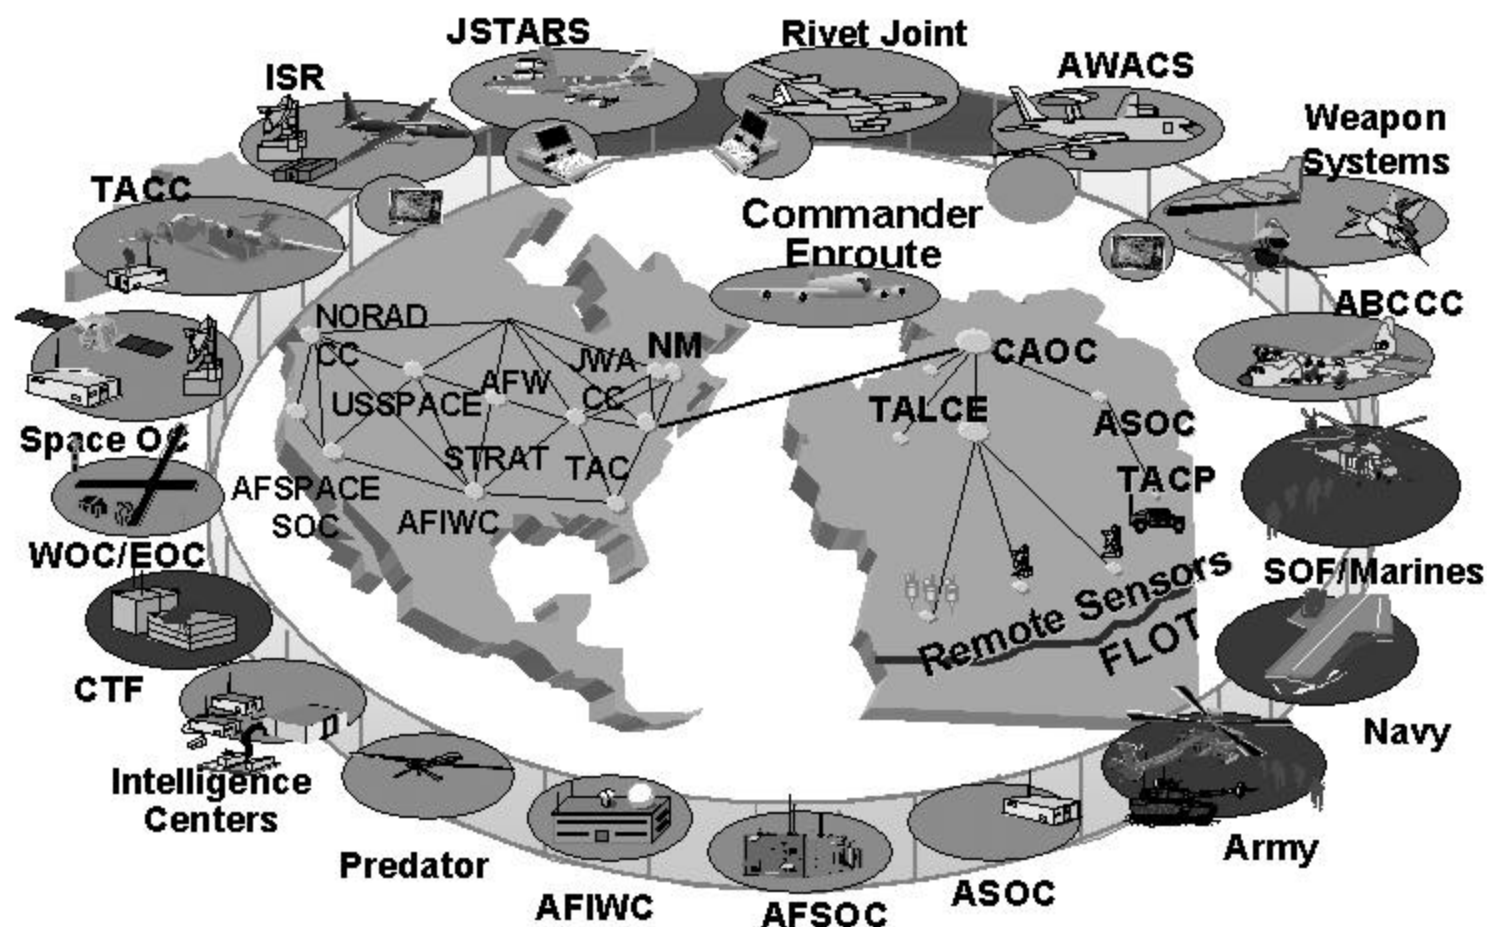 JSTARS
Rivet Joint
ISR
AWACS
Weapon
Systems
TACC
Commander
Enroute
ABCCC
NORAD
CC
JWA
NM
CAOC
AFW
USSPACE
CC
TALCE
ASOC
Space OC
STRAT
TAC
TACP
AFSPACE
SOC
AFIWC
WOC/EOC
SOF/Marines
Remote Sensors
FLOT
CTF
Navy
Intelligence
Centers
Army
Predator
AFIWC
AFSOC
ASOC